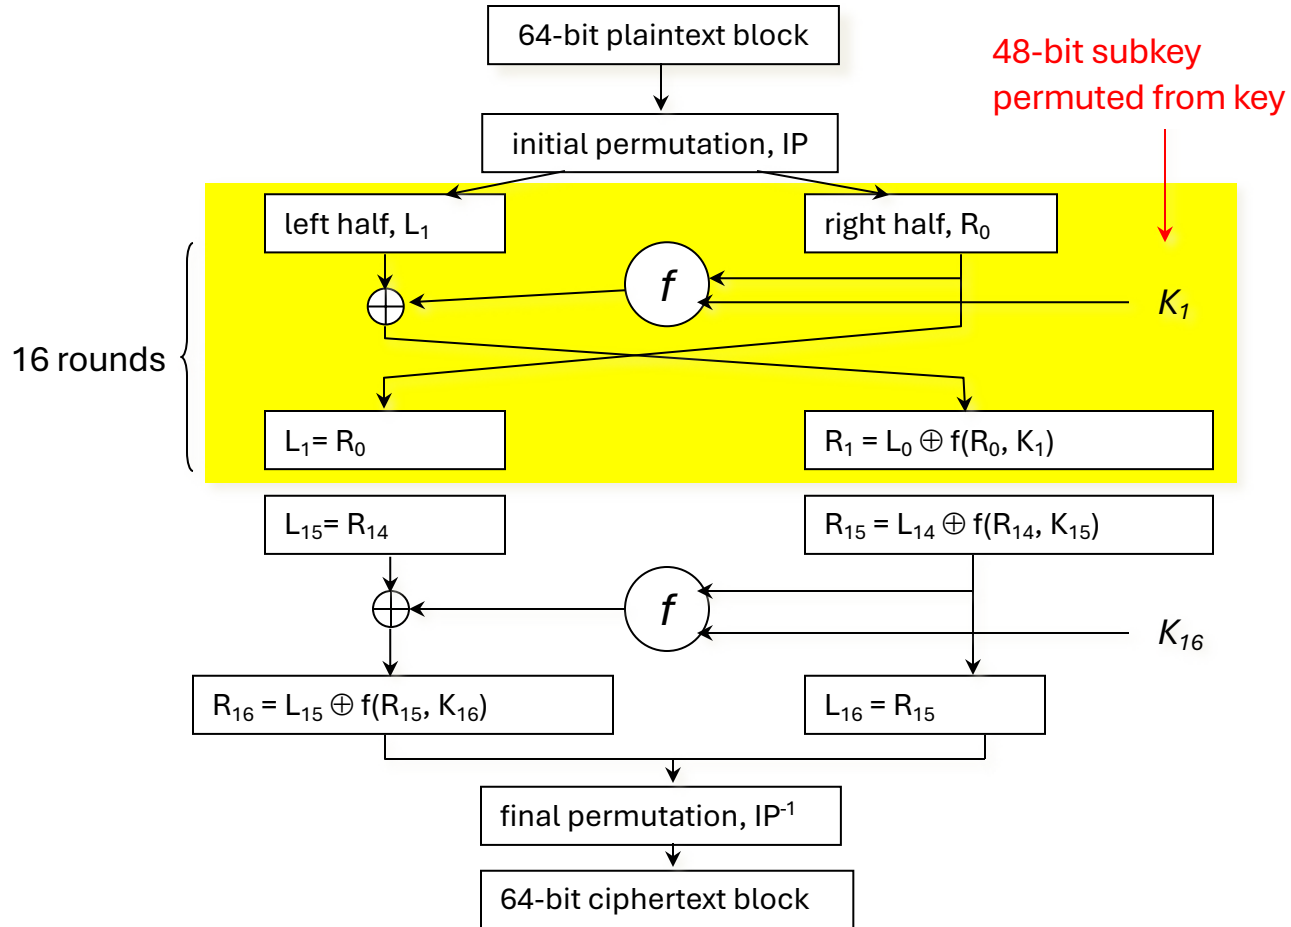 64-bit plaintext block
48-bit subkey
permuted from key
initial permutation, IP
left half, L₁
right half, R₀
f
K₁
16 rounds
L₁= R₀
R₁ = L₀ ⊕ f(R₀, K₁)
L₁₅= R₁₄
R₁₅ = L₁₄ ⊕ f(R₁₄, K₁₅)
f
K₁₆
R₁₆ = L₁₅ ⊕ f(R₁₅, K₁₆)
L₁₆ = R₁₅
final permutation, IP⁻¹
64-bit ciphertext block